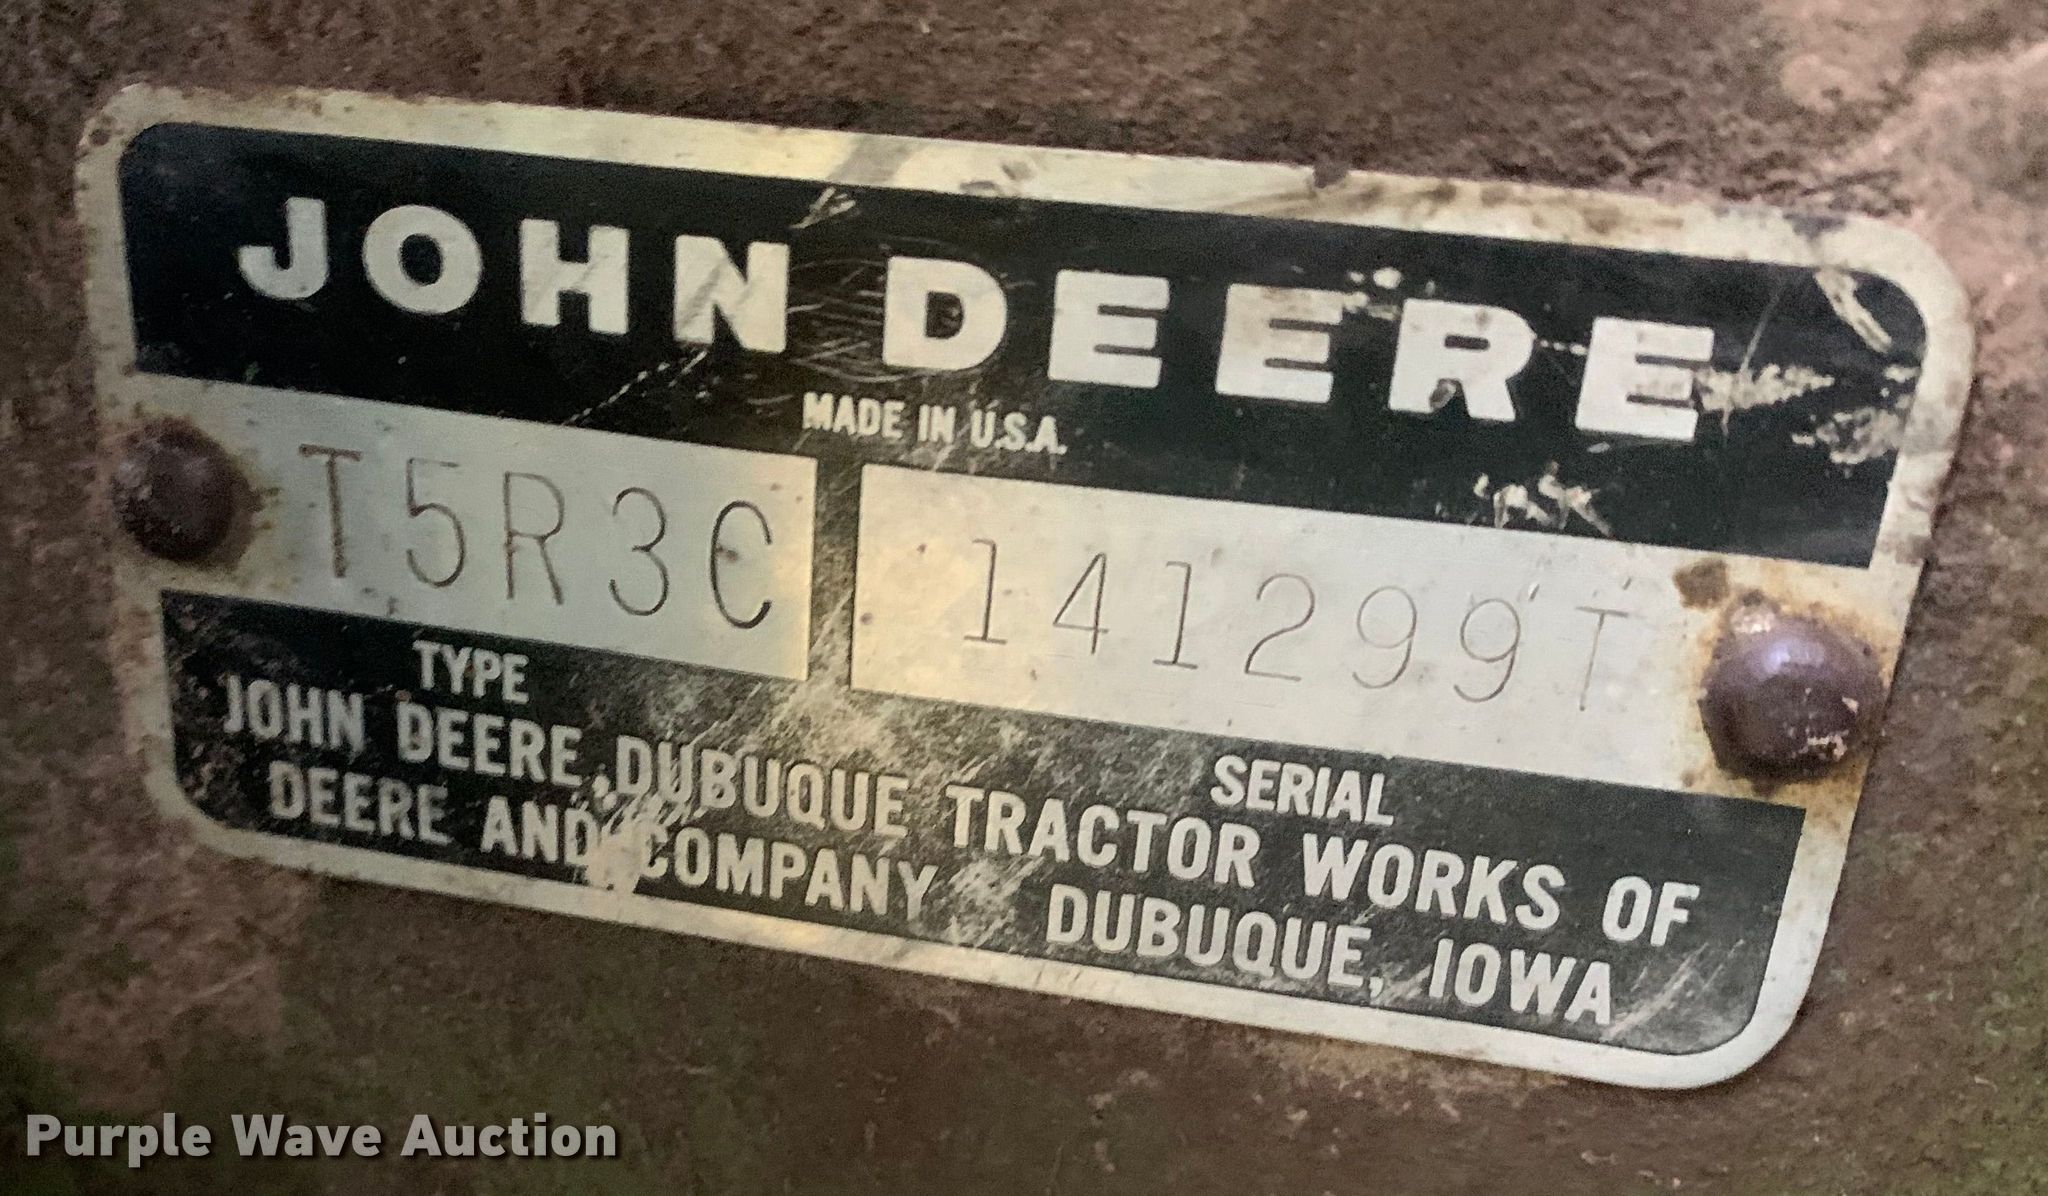 JOHN DEERE
MADE IN U.S.A.
T5R3C 141299T
TYPE SERIAL
JOHN DEERE, DUBUQUE TRACTOR WORKS OF
DEERE AND COMPANY DUBUQUE, IOWA
Purple Wave Auction